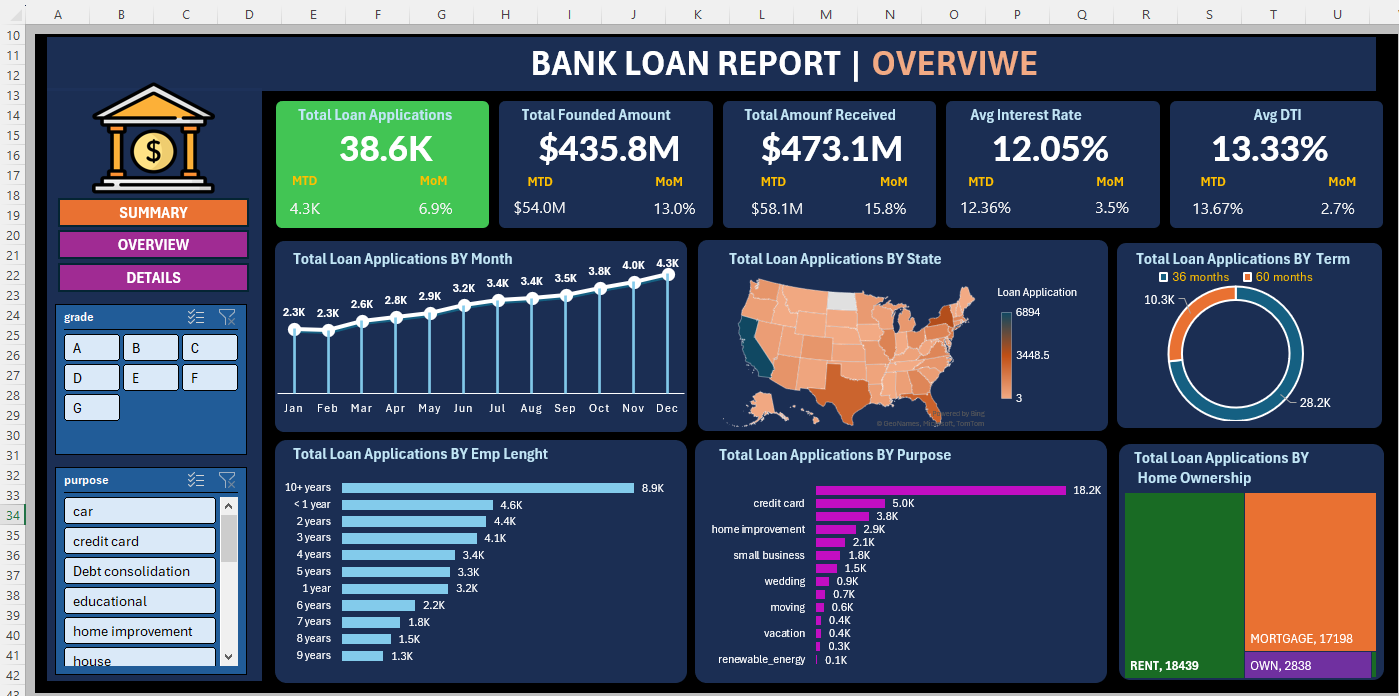 A B C D E F G H I J K L M N O P Q R S T U
10
11
12
13
14
15
16
17
18
19
20
21
22
23
24
25
26
27
28
29
30
31
32
33
34
35
36
37
38
39
40
41
42
43
BANK LOAN REPORT | OVERVIWE
$
SUMMARY
OVERVIEW
DETAILS
grade
A B C
D E F
G
purpose
car
credit card
Debt consolidation
educational
home improvement
house
Total Loan Applications
38.6K
MTD MoM
4.3K 6.9%
Total Founded Amount
$435.8M
MTD MoM
$54.0M 13.0%
Total Amounf Received
$473.1M
MTD MoM
$58.1M 15.8%
Avg Interest Rate
12.05%
MTD MoM
12.36% 3.5%
Avg DTI
13.33%
MTD MoM
13.67% 2.7%
Total Loan Applications BY Month
2.3K 2.3K 2.6K 2.8K 2.9K 3.2K 3.4K 3.4K 3.5K 3.8K 4.0K 4.3K
Jan Feb Mar Apr May Jun Jul Aug Sep Oct Nov Dec
Total Loan Applications BY State
Loan Application
6894
3448.5
3
Powered by Bing
© GeoNames, Microsoft, TomTom
Total Loan Applications BY Term
36 months 60 months
10.3K
28.2K
Total Loan Applications BY Emp Lenght
10+ years 8.9K
< 1 year 4.6K
2 years 4.4K
3 years 4.1K
4 years 3.4K
5 years 3.3K
1 year 3.2K
6 years 2.2K
7 years 1.8K
8 years 1.5K
9 years 1.3K
Total Loan Applications BY Purpose
18.2K
credit card 5.0K
3.8K
home improvement 2.9K
2.1K
small business 1.8K
1.5K
wedding 0.9K
0.7K
moving 0.6K
0.4K
vacation 0.4K
0.3K
renewable_energy 0.1K
Total Loan Applications BY
Home Ownership
RENT, 18439
MORTGAGE, 17198
OWN, 2838